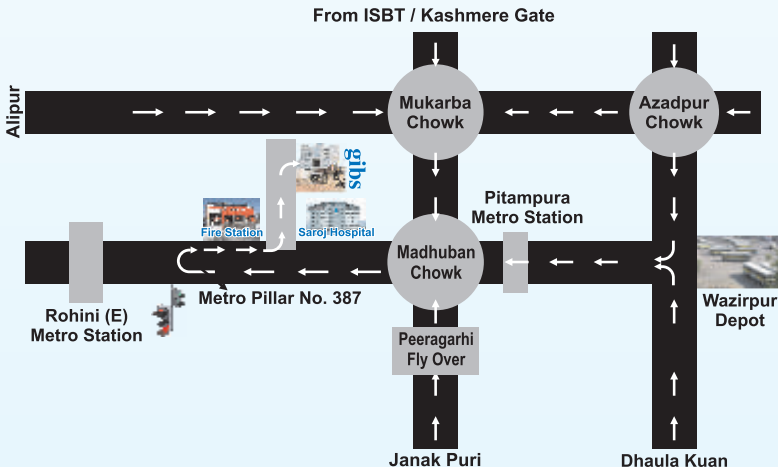 From ISBT / Kashmere Gate
Alipur
Mukarba
Chowk
Azadpur
Chowk
gibs
Fire Station
Saroj Hospital
Pitampura
Metro Station
Madhuban
Chowk
Metro Pillar No. 387
Rohini (E)
Metro Station
Wazirpur
Depot
Peeragarhi
Fly Over
Janak Puri
Dhaula Kuan